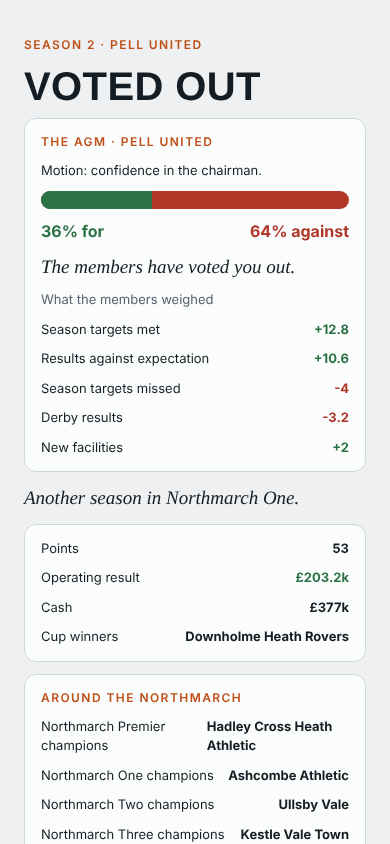 SEASON 2 · PELL UNITED
VOTED OUT
THE AGM · PELL UNITED
Motion: confidence in the chairman.
36% for 64% against
The members have voted you out.
What the members weighed
Season targets met +12.8
Results against expectation +10.6
Season targets missed -4
Derby results -3.2
New facilities +2
Another season in Northmarch One.
Points 53
Operating result £203.2k
Cash £377k
Cup winners Downholme Heath Rovers
AROUND THE NORTHMARCH
Northmarch Premier champions Hadley Cross Heath Athletic
Northmarch One champions Ashcombe Athletic
Northmarch Two champions Ullsby Vale
Northmarch Three champions Kestle Vale Town